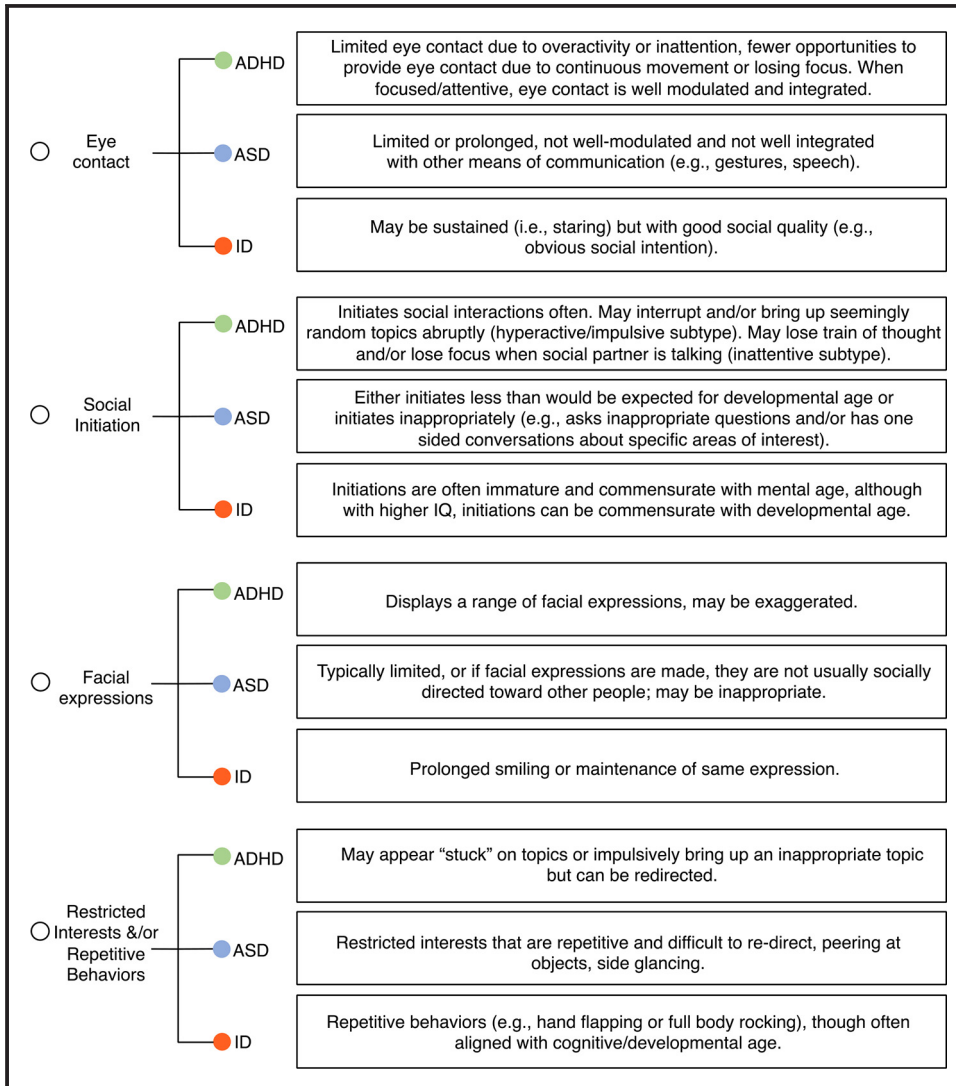 Eye
contact
ADHD
Limited eye contact due to overactivity or inattention, fewer opportunities to
provide eye contact due to continuous movement or losing focus. When
focused/attentive, eye contact is well modulated and integrated.
ASD
Limited or prolonged, not well-modulated and not well integrated
with other means of communication (e.g., gestures, speech).
ID
May be sustained (i.e., staring) but with good social quality (e.g.,
obvious social intention).
Social
Initiation
ADHD
Initiates social interactions often. May interrupt and/or bring up seemingly
random topics abruptly (hyperactive/impulsive subtype). May lose train of thought
and/or lose focus when social partner is talking (inattentive subtype).
ASD
Either initiates less than would be expected for developmental age or
initiates inappropriately (e.g., asks inappropriate questions and/or has one
sided conversations about specific areas of interest).
ID
Initiations are often immature and commensurate with mental age, although
with higher IQ, initiations can be commensurate with developmental age.
Facial
expressions
ADHD
Displays a range of facial expressions, may be exaggerated.
ASD
Typically limited, or if facial expressions are made, they are not usually socially
directed toward other people; may be inappropriate.
ID
Prolonged smiling or maintenance of same expression.
Restricted
Interests &/or
Repetitive
Behaviors
ADHD
May appear “stuck” on topics or impulsively bring up an inappropriate topic
but can be redirected.
ASD
Restricted interests that are repetitive and difficult to re-direct, peering at
objects, side glancing.
ID
Repetitive behaviors (e.g., hand flapping or full body rocking), though often
aligned with cognitive/developmental age.